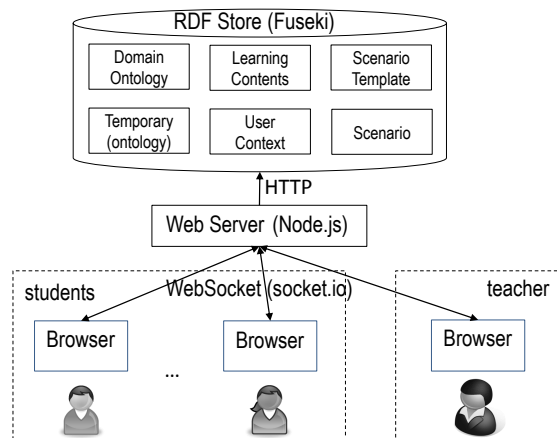 RDF Store (Fuseki)
Domain
Ontology
Learning
Contents
Scenario
Template
Temporary
(ontology)
User
Context
Scenario
HTTP
Web Server (Node.js)
students
WebSocket (socket.io)
teacher
Browser
...
Browser
Browser